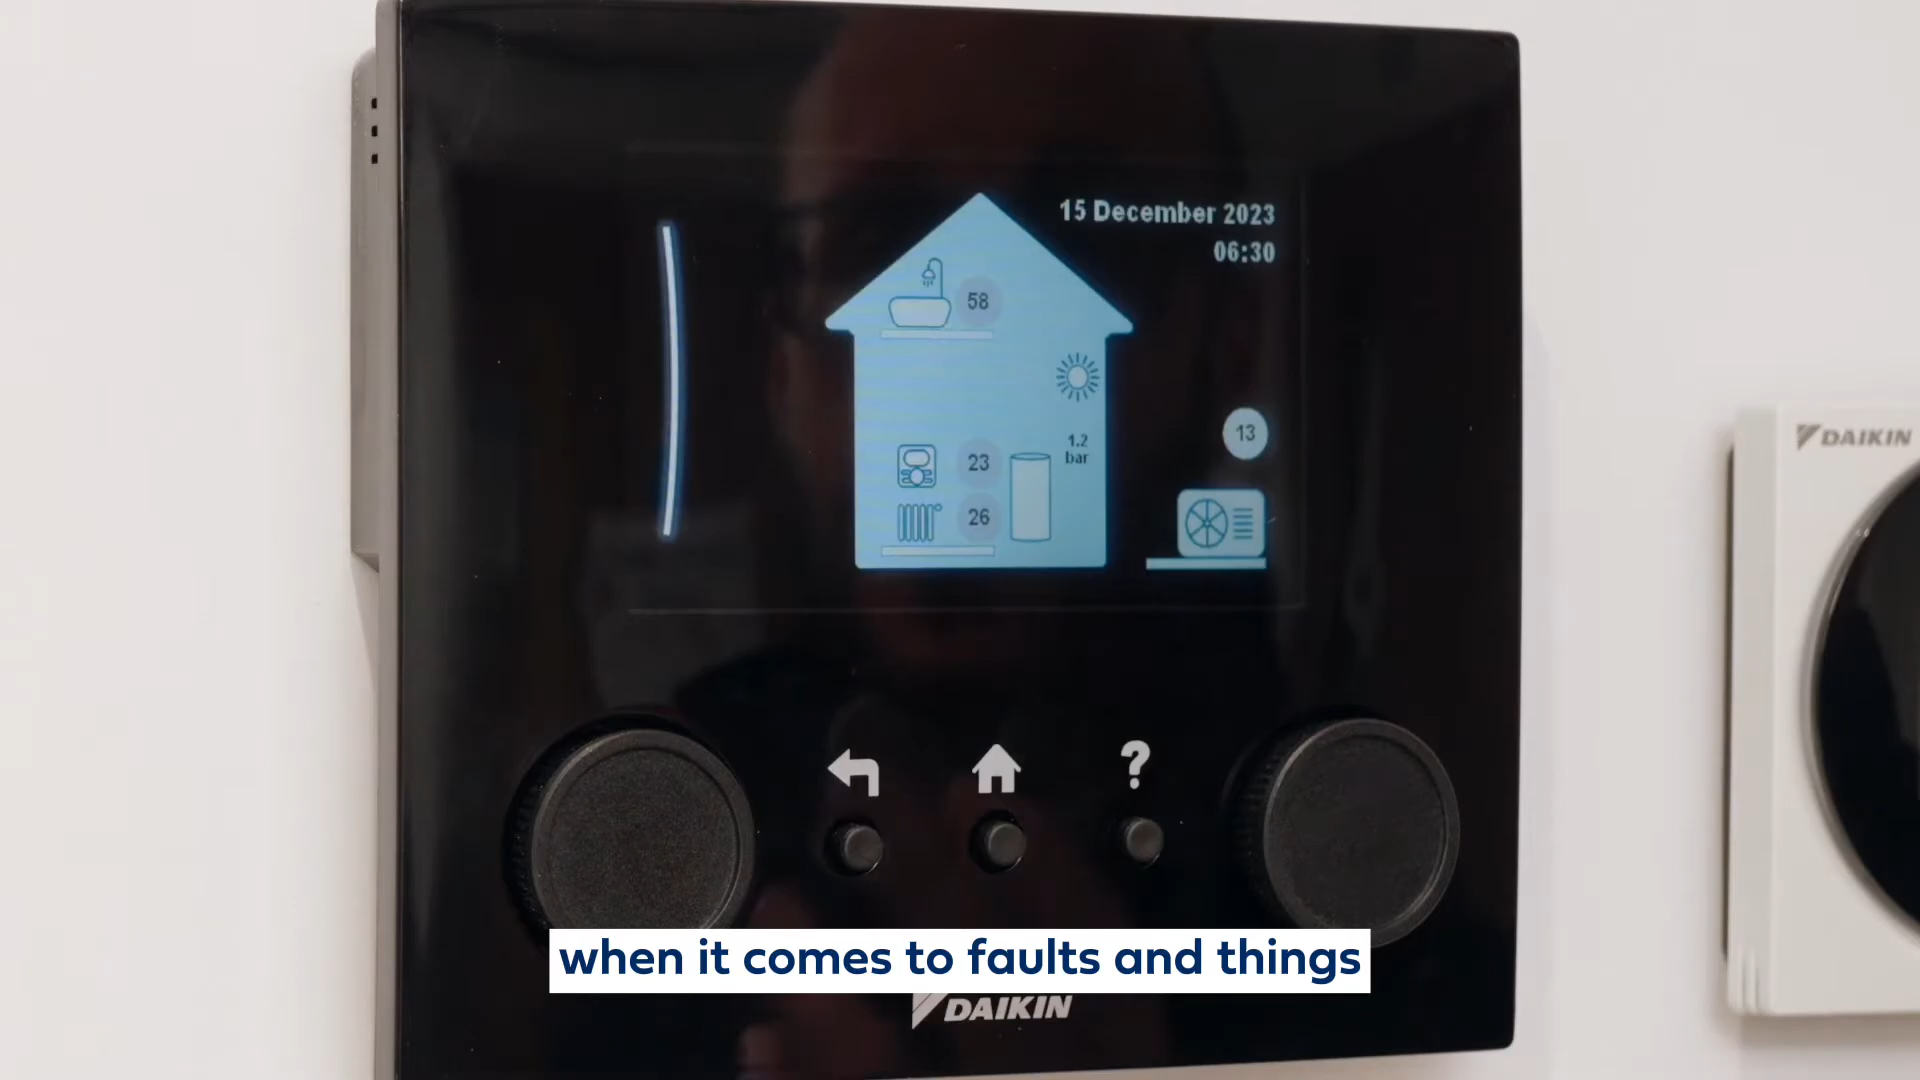 15 December 2023
06:30
58
1.2
bar
23
26
13
?
DAIKIN
when it comes to faults and things
DAIKIN